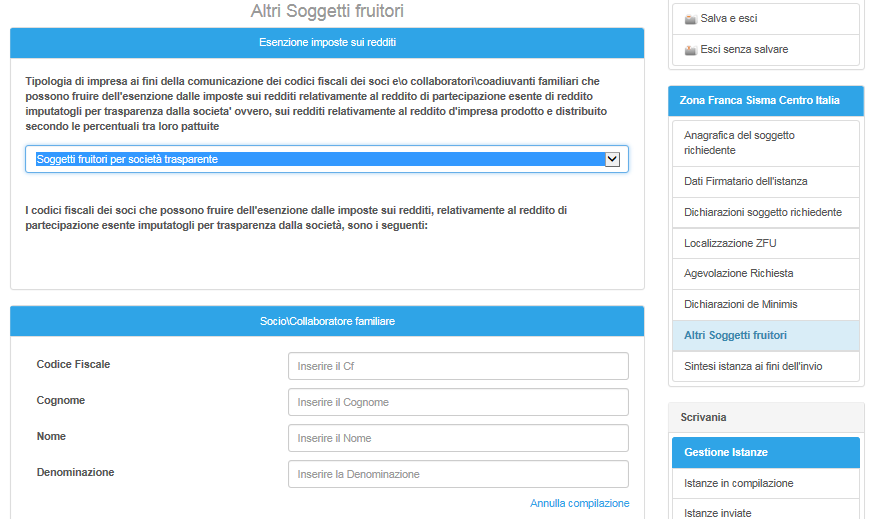 Altri Soggetti fruitori
Esenzione imposte sui redditi
Tipologia di impresa ai fini della comunicazione dei codici fiscali dei soci e\o collaboratori\coadiuvanti familiari che
possono fruire dell'esenzione dalle imposte sui redditi relativamente al reddito di partecipazione esente di reddito
imputatogli per trasparenza dalla societa' ovvero, sui redditi relativamente al reddito d'impresa prodotto e distribuito
secondo le percentuali tra loro pattuite
Soggetti fruitori per società trasparente
I codici fiscali dei soci che possono fruire dell'esenzione dalle imposte sui redditi, relativamente al reddito di
partecipazione esente imputatogli per trasparenza dalla società, sono i seguenti:
Socio\Collaboratore familiare
Codice Fiscale
Inserire il Cf
Cognome
Inserire il Cognome
Nome
Inserire il Nome
Denominazione
Inserire la Denominazione
Annulla compilazione
Salva e esci
Esci senza salvare
Zona Franca Sisma Centro Italia
Anagrafica del soggetto
richiedente
Dati Firmatario dell'istanza
Dichiarazioni soggetto richiedente
Localizzazione ZFU
Agevolazione Richiesta
Dichiarazioni de Minimis
Altri Soggetti fruitori
Sintesi istanza ai fini dell'invio
Scrivania
Gestione Istanze
Istanze in compilazione
Istanze inviate